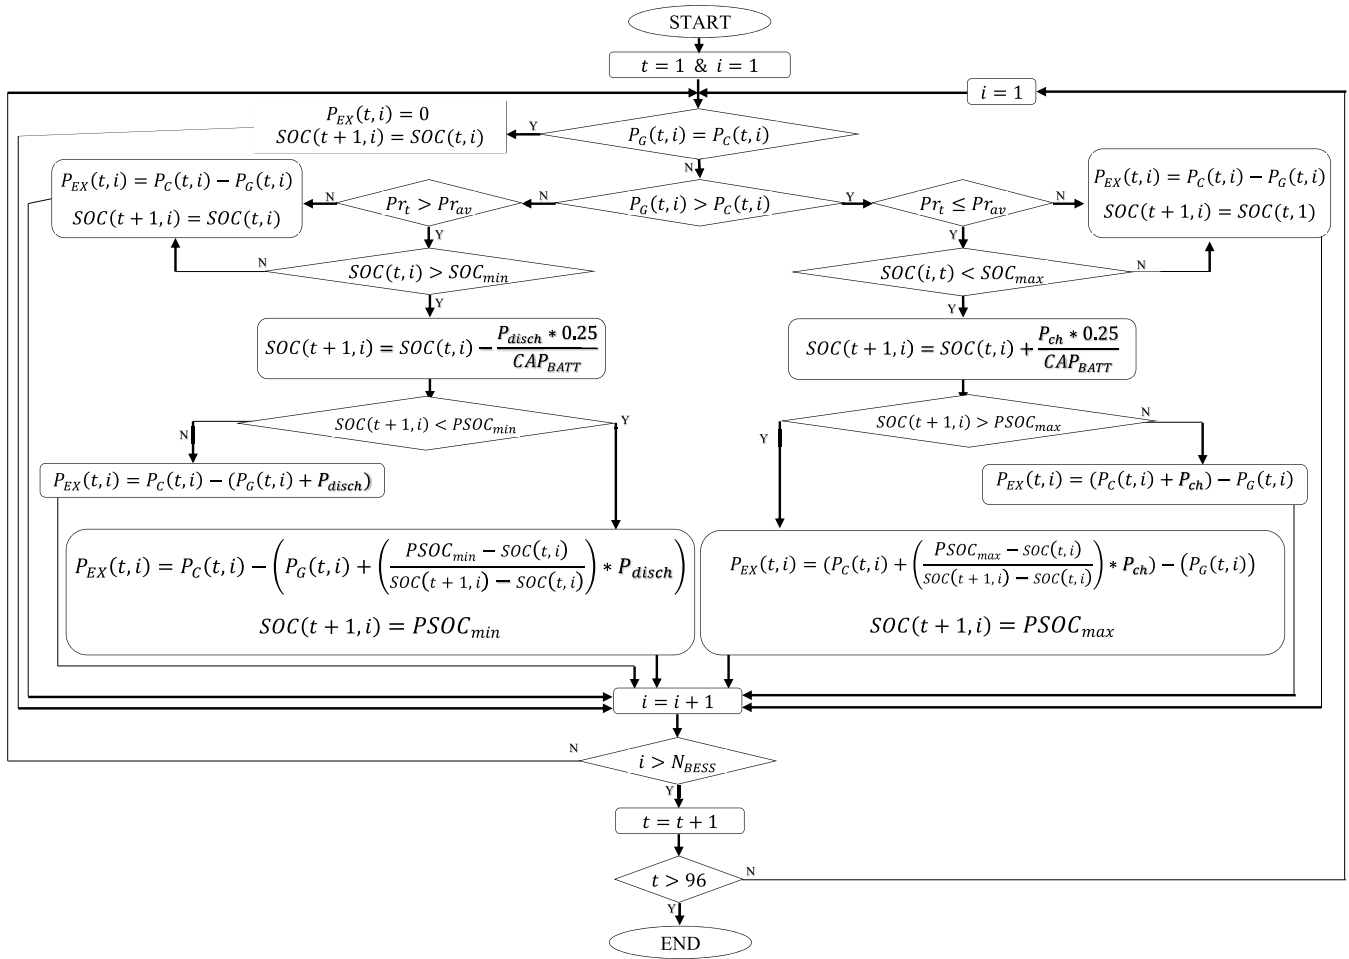 START
t = 1 & i = 1
i = 1
P_EX(t, i) = 0
SOC(t + 1, i) = SOC(t, i)
Y
P_G(t, i) = P_C(t, i)
N
P_EX(t, i) = P_C(t, i) − P_G(t, i)
SOC(t + 1, i) = SOC(t, i)
N
Pr_t > Pr_av
N
P_G(t, i) > P_C(t, i)
Y
Pr_t ≤ Pr_av
N
P_EX(t, i) = P_C(t, i) − P_G(t, i)
SOC(t + 1, i) = SOC(t, 1)
Y
Y
N
SOC(t, i) > SOC_min
SOC(i, t) < SOC_max
N
Y
Y
SOC(t + 1, i) = SOC(t, i) − (P_disch * 0.25) / CAP_BATT
SOC(t + 1, i) = SOC(t, i) + (P_ch * 0.25) / CAP_BATT
N
SOC(t + 1, i) < PSOC_min
Y
Y
SOC(t + 1, i) > PSOC_max
N
P_EX(t, i) = P_C(t, i) − (P_G(t, i) + P_disch)
P_EX(t, i) = (P_C(t, i) + P_ch) − P_G(t, i)
P_EX(t, i) = P_C(t, i) − (P_G(t, i) + ((PSOC_min − SOC(t, i)) / (SOC(t + 1, i) − SOC(t, i))) * P_disch)
SOC(t + 1, i) = PSOC_min
P_EX(t, i) = (P_C(t, i) + ((PSOC_max − SOC(t, i)) / (SOC(t + 1, i) − SOC(t, i))) * P_ch) − (P_G(t, i))
SOC(t + 1, i) = PSOC_max
i = i + 1
N
i > N_BESS
Y
t = t + 1
t > 96
N
Y
END